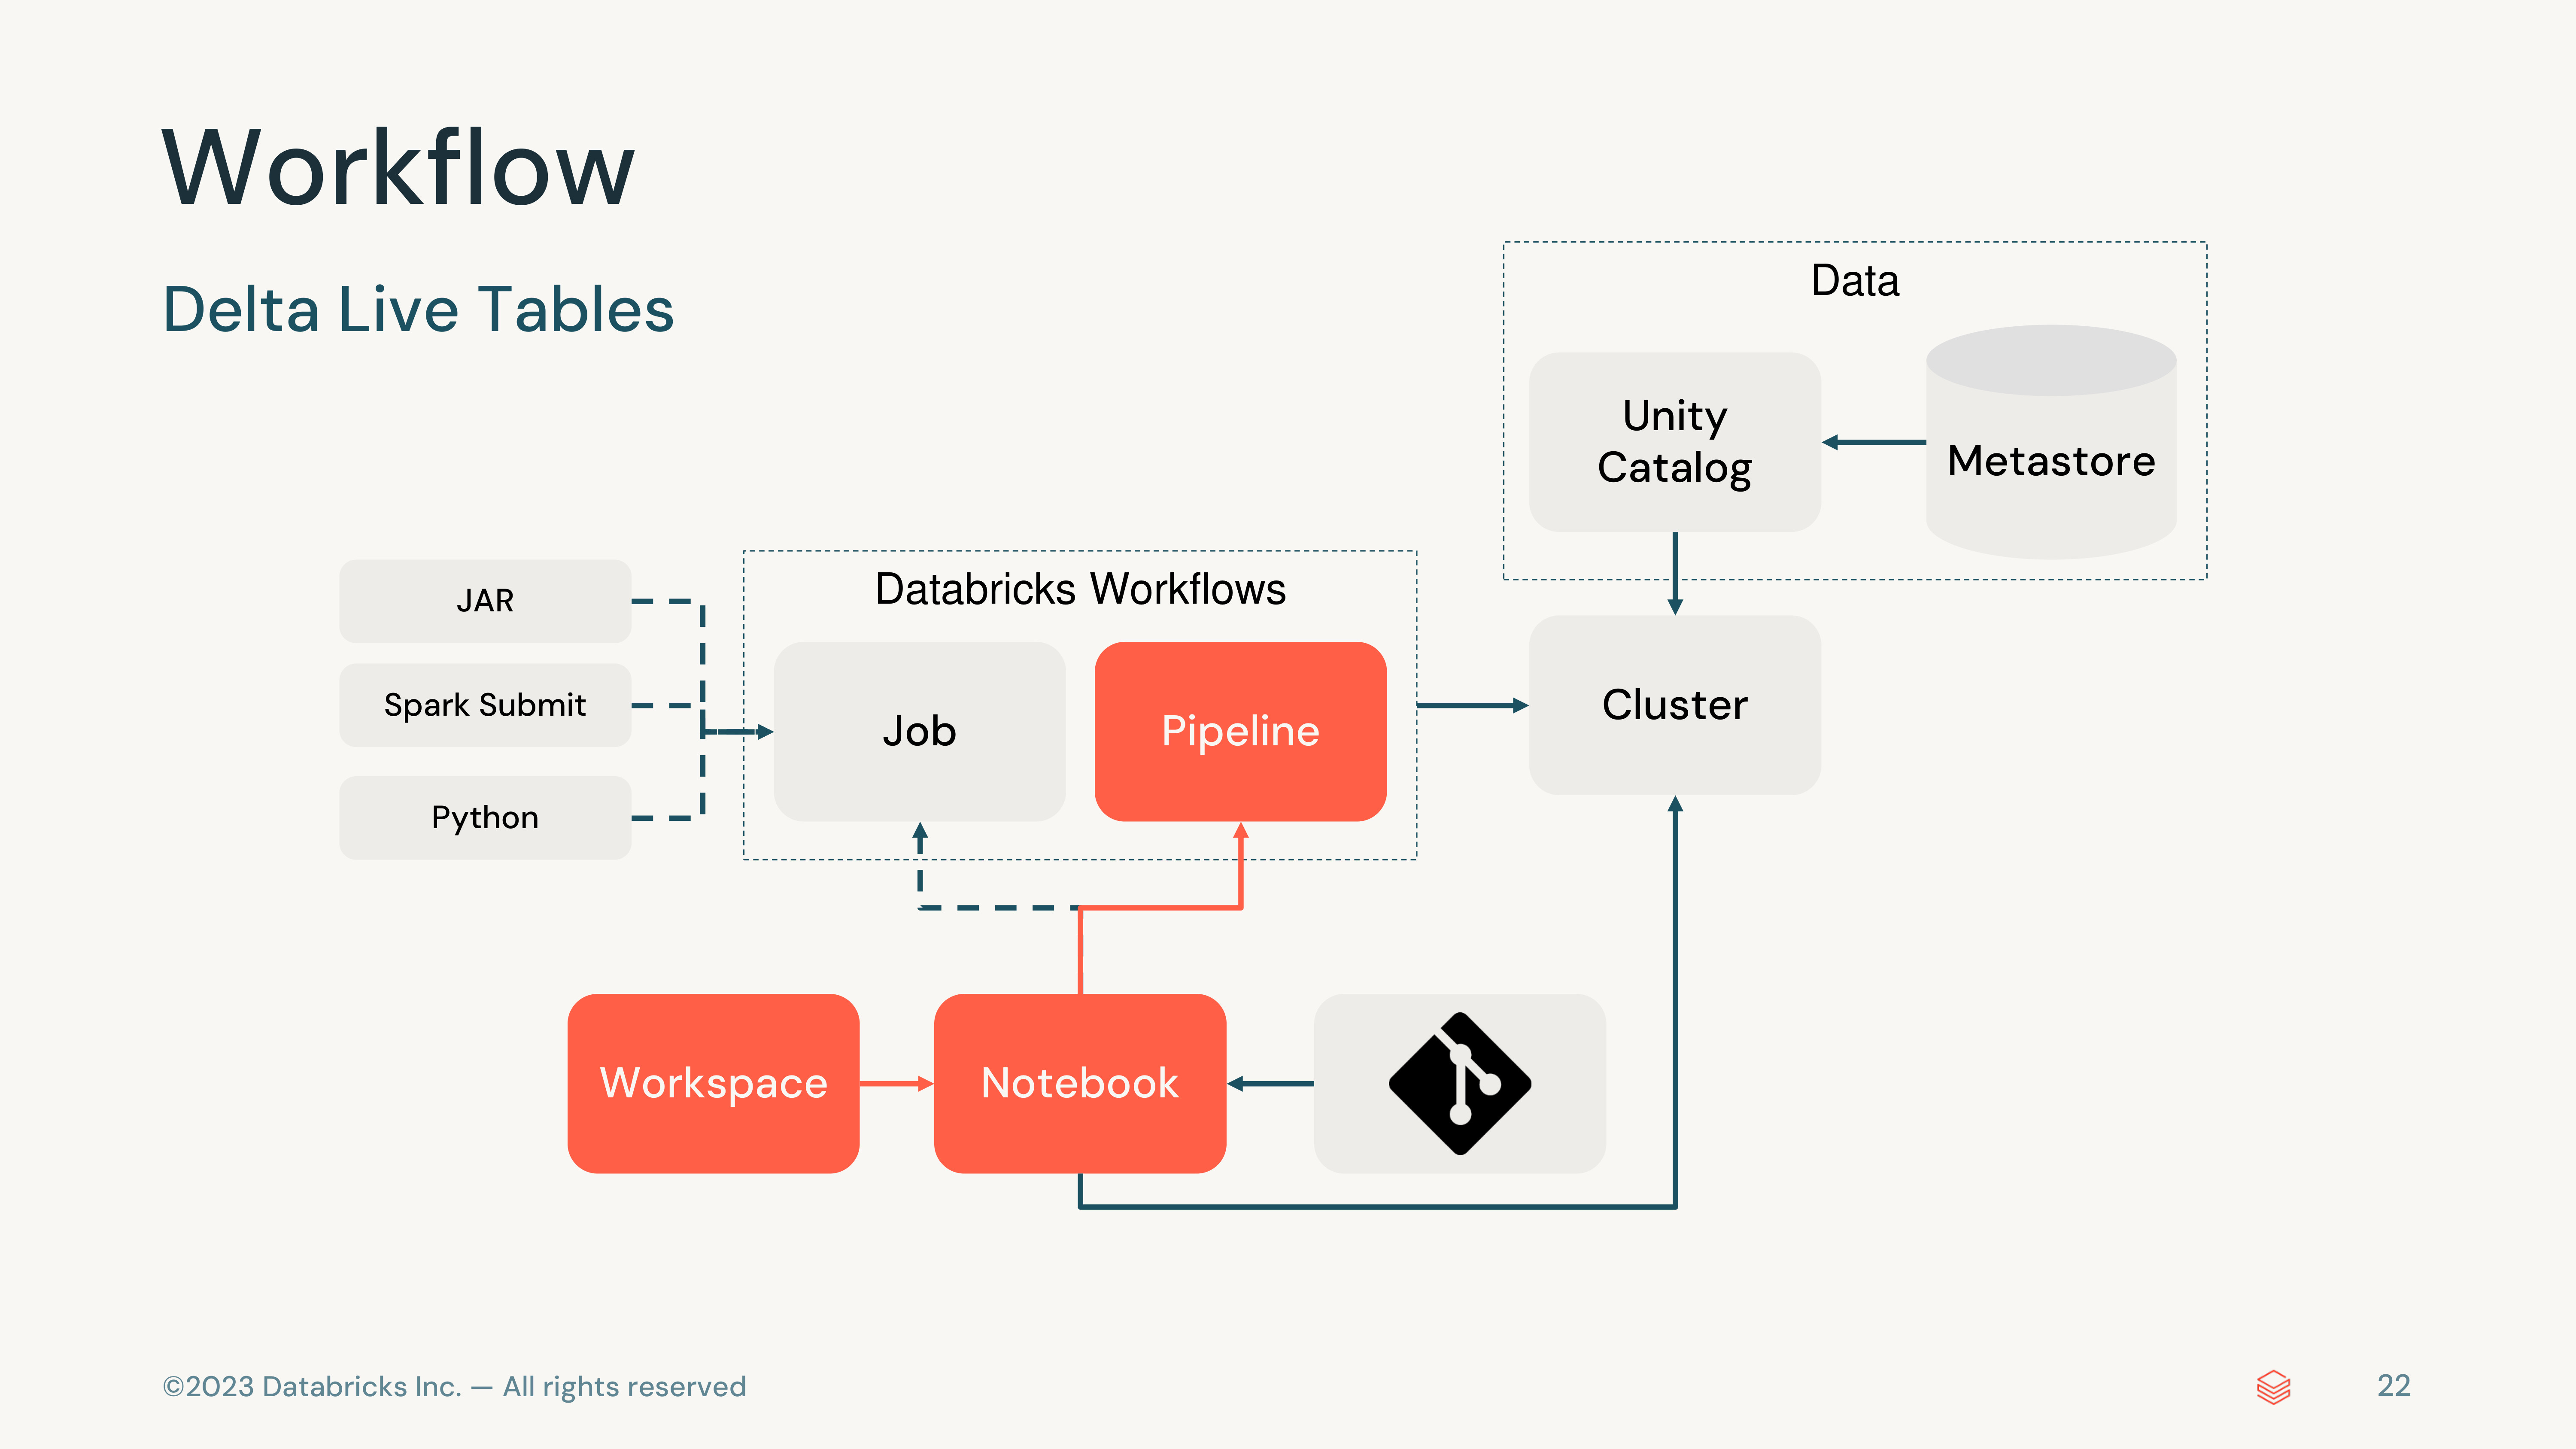 Workflow
Delta Live Tables
Data
Unity
Catalog
Metastore
Databricks Workflows
JAR
Spark Submit
Python
Job
Pipeline
Cluster
Workspace
Notebook
©2023 Databricks Inc. — All rights reserved
22